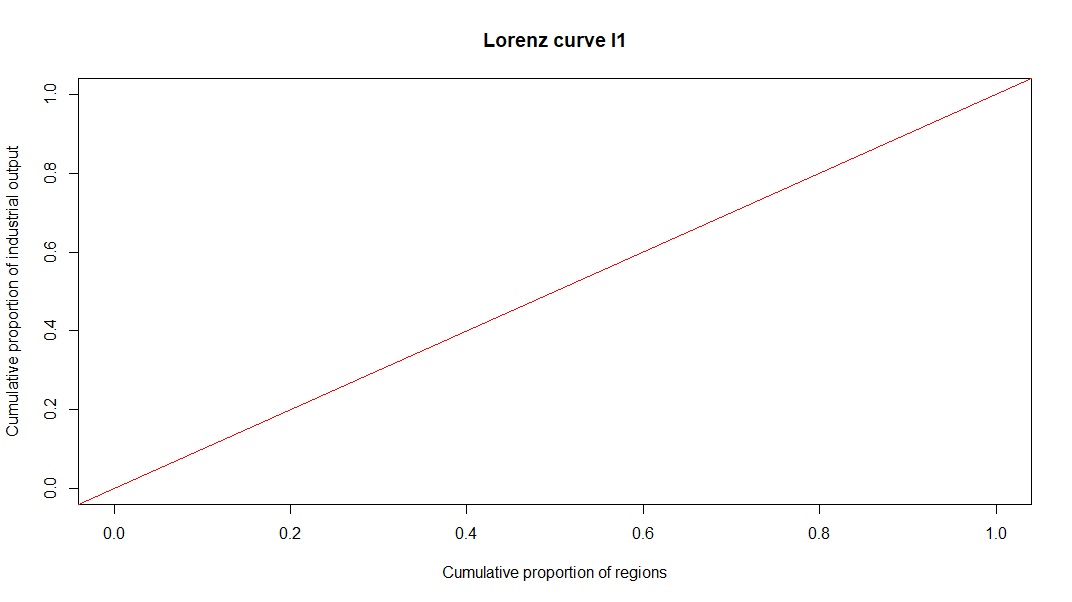 Lorenz curve I1
Cumulative proportion of industrial output
1.0
0.8
0.6
0.4
0.2
0.0
0.0 0.2 0.4 0.6 0.8 1.0
Cumulative proportion of regions